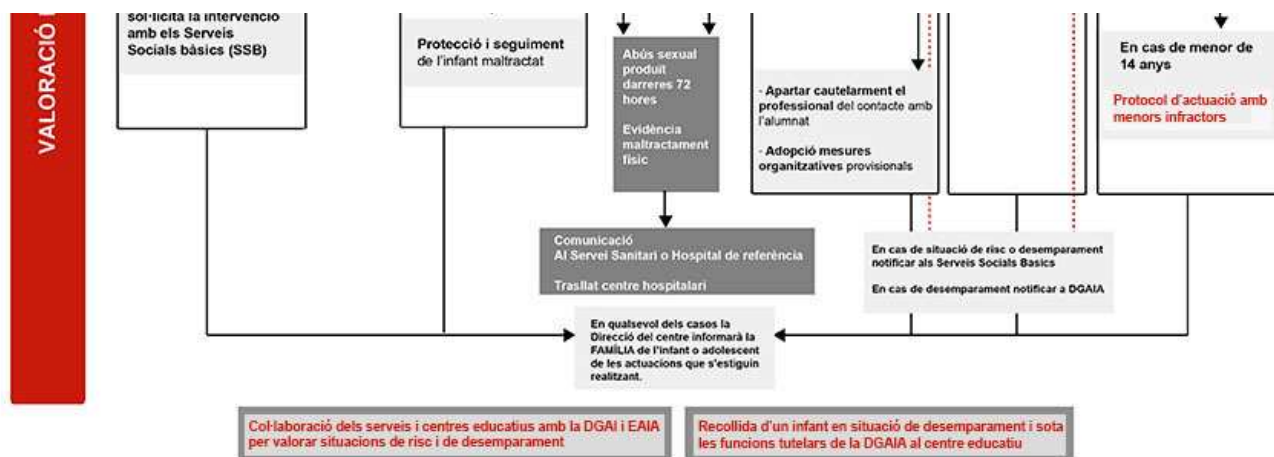 VALORACIÓ
sol·licita la intervenció
amb els Serveis
Socials bàsics (SSB)
Protecció i seguiment
de l'infant maltractat
Abús sexual
produït
darreres 72
hores
Evidència
maltractament
físic
- Apartar cautelarment el
professional del contacte amb
l'alumnat
- Adopció mesures
organitzatives provisionals
En cas de menor de
14 anys
Protocol d'actuació amb
menors infractors
Comunicació
Al Servei Sanitari o Hospital de referència
Trasllat centre hospitalari
En cas de situació de risc o desemparament
notificar als Serveis Socials Basics
En cas de desemparament notificar a DGAIA
En qualsevol dels casos la
Direcció del centre informarà la
FAMÍLIA de l'infant o adolescent
de les actuacions que s'estiguin
realitzant.
Col·laboració dels serveis i centres educatius amb la DGAI i EAIA
per valorar situacions de risc i de desemparament
Recollida d'un infant en situació de desemparament i sota
les funcions tutelars de la DGAIA al centre educatiu